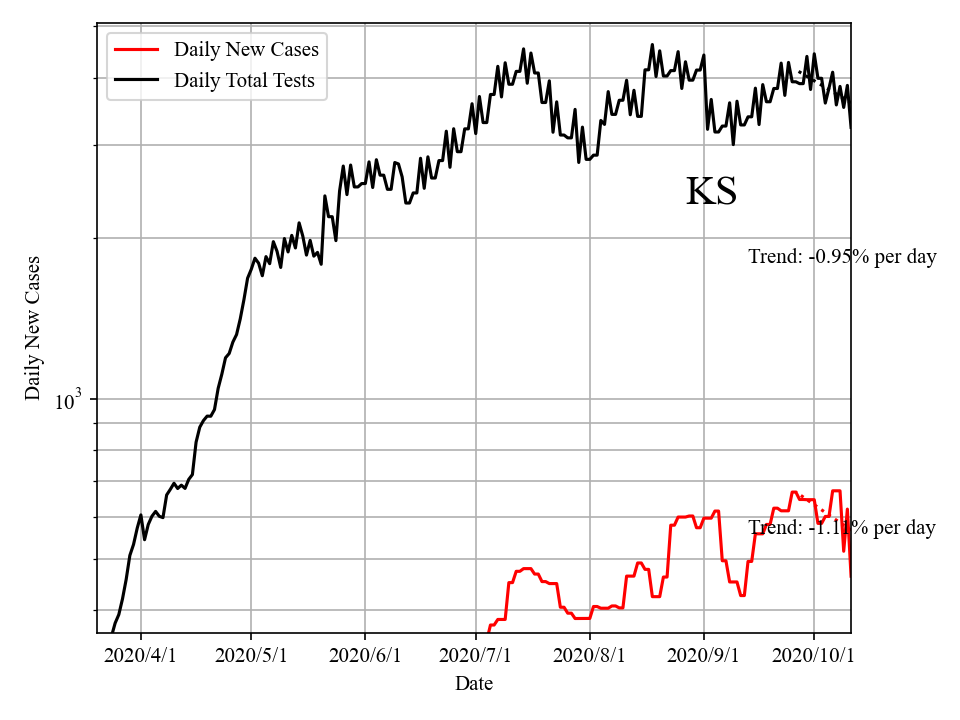 Daily New Cases
Daily Total Tests
KS
Trend: -0.95% per day
Trend: -1.11% per day
Daily New Cases
10^3
2020/4/1 2020/5/1 2020/6/1 2020/7/1 2020/8/1 2020/9/1 2020/10/1
Date